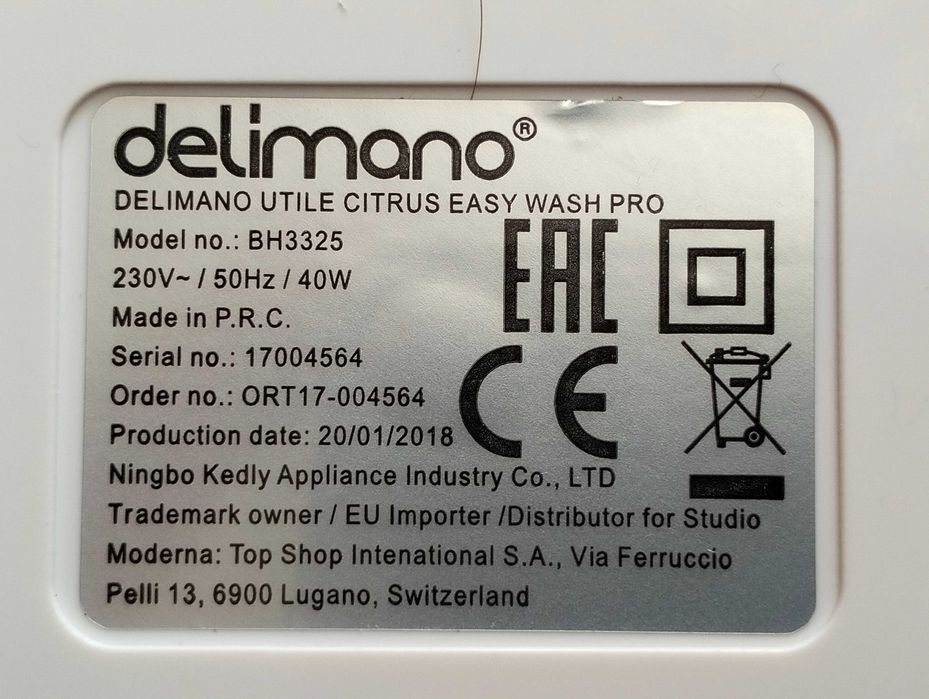 delimano®
DELIMANO UTILE CITRUS EASY WASH PRO
Model no.: BH3325
230V~ / 50Hz / 40W
Made in P.R.C.
Serial no.: 17004564
Order no.: ORT17-004564
Production date: 20/01/2018
EAC
CE
Ningbo Kedly Appliance Industry Co., LTD
Trademark owner / EU Importer /Distributor for Studio
Moderna: Top Shop Intenational S.A., Via Ferruccio
Pelli 13, 6900 Lugano, Switzerland